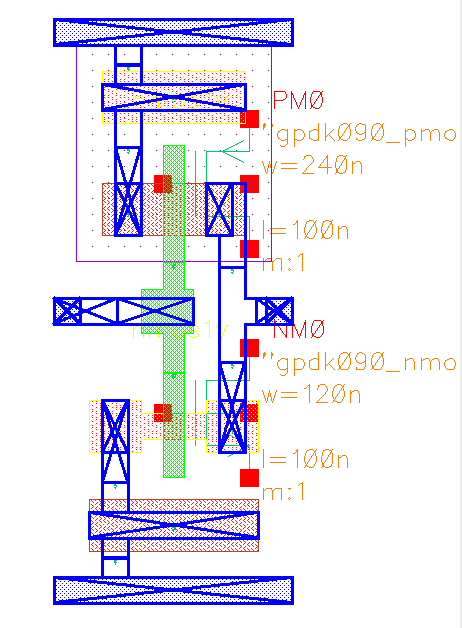 PM0
"gpdk090_pmo
w=240n
l=100n
m:1
NM0
"gpdk090_nmo
w=120n
l=100n
m:1